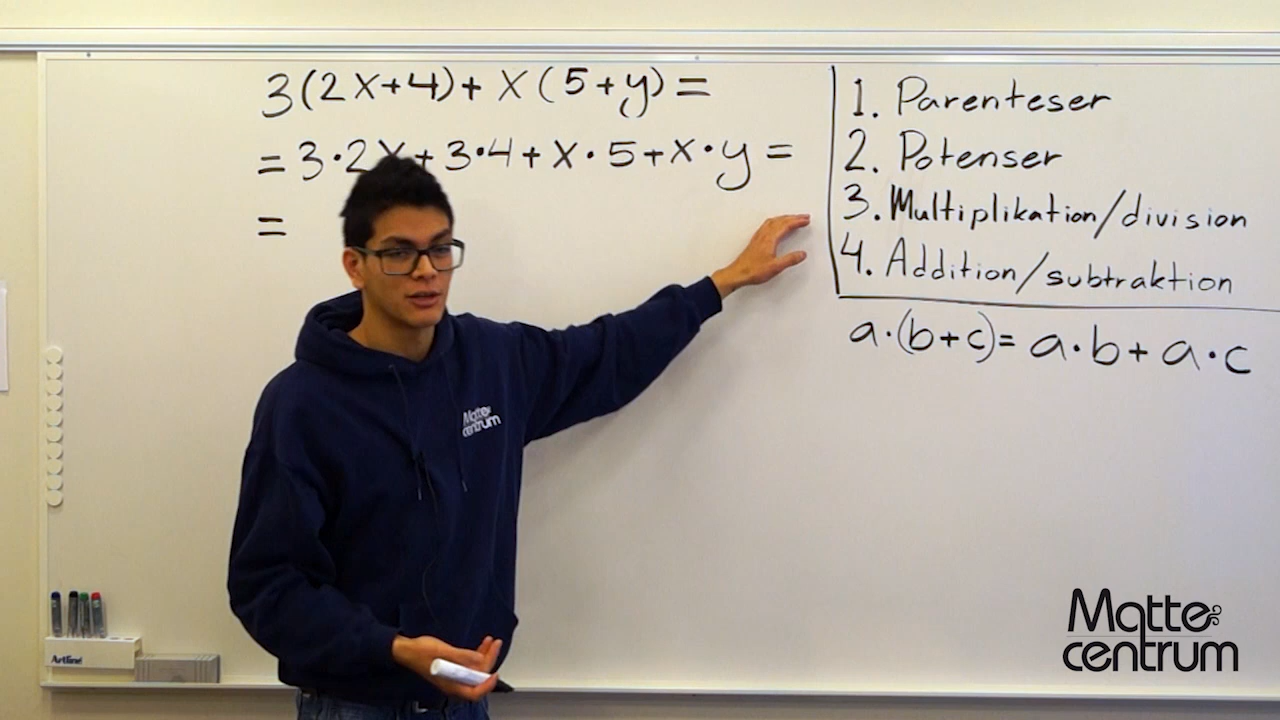 3(2x+4)+ x(5+y)=
=3·2x+3·4+x·5+x·y=
=
1. Parenteser
2. Potenser
3. Multiplikation/division
4. Addition/subtraktion
a·(b+c)= a·b+a·c
Matte
centrum
Artline
Matte
centrum